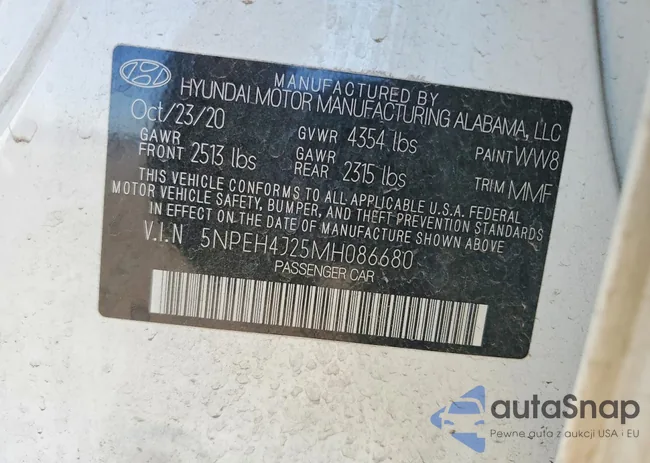 MANUFACTURED BY
HYUNDAI MOTOR MANUFACTURING ALABAMA, LLC
Oct/23/20 GVWR 4354 lbs PAINT WW8
GAWR FRONT 2513 lbs GAWR REAR 2315 lbs TRIM MMF
THIS VEHICLE CONFORMS TO ALL APPLICABLE U.S.A. FEDERAL
MOTOR VEHICLE SAFETY, BUMPER, AND THEFT PREVENTION STANDARDS
IN EFFECT ON THE DATE OF MANUFACTURE SHOWN ABOVE.
V.I.N 5NPEH4J25MH086680
PASSENGER CAR
autaSnap
Pewne auta z aukcji USA i EU